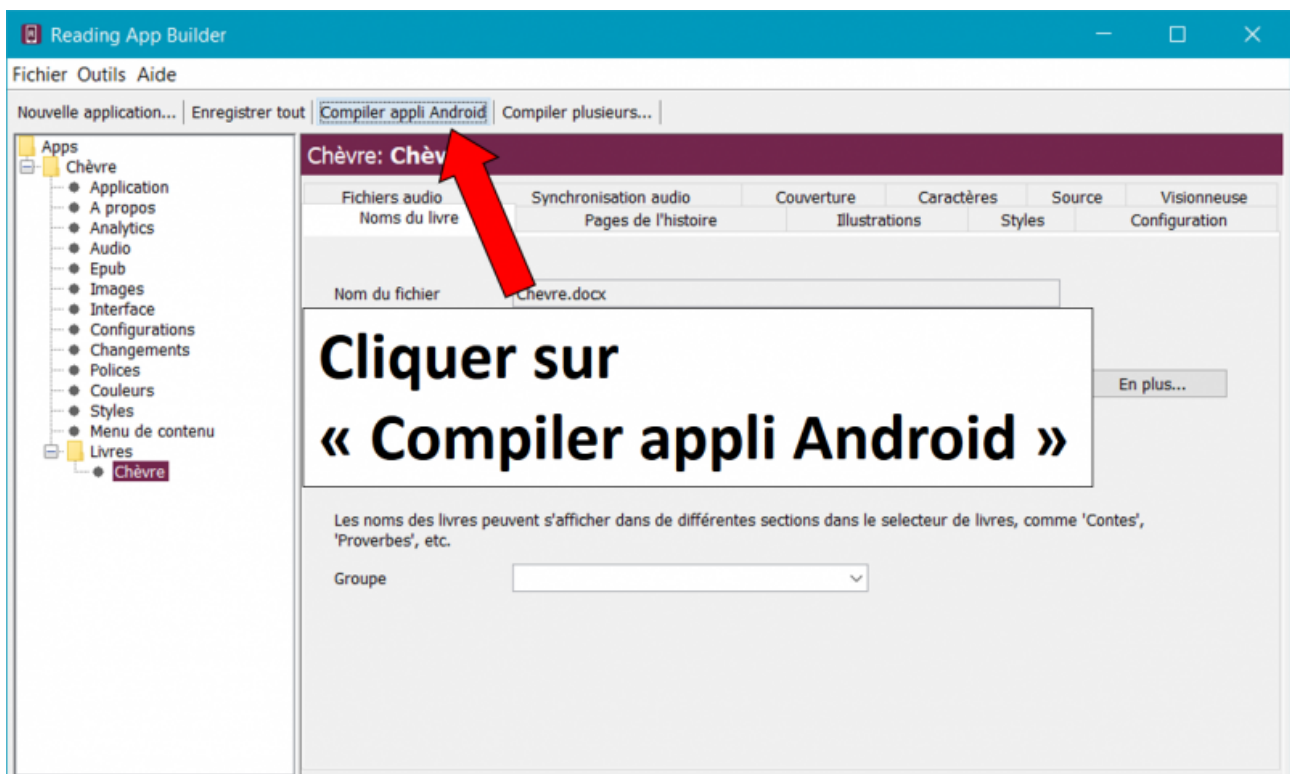 Reading App Builder
Fichier Outils Aide
Nouvelle application... Enregistrer tout Compiler appli Android Compiler plusieurs...
Apps
Chèvre
Application
A propos
Analytics
Audio
Epub
Images
Interface
Configurations
Changements
Polices
Couleurs
Styles
Menu de contenu
Livres
Chèvre
Chèvre: Chèv
Fichiers audio Synchronisation audio Couverture Caractères Source Visionneuse
Noms du livre Pages de l'histoire Illustrations Styles Configuration
Nom du fichier Chevre.docx
Cliquer sur
« Compiler appli Android »
En plus...
Les noms des livres peuvent s'afficher dans de différentes sections dans le selecteur de livres, comme 'Contes',
'Proverbes', etc.
Groupe